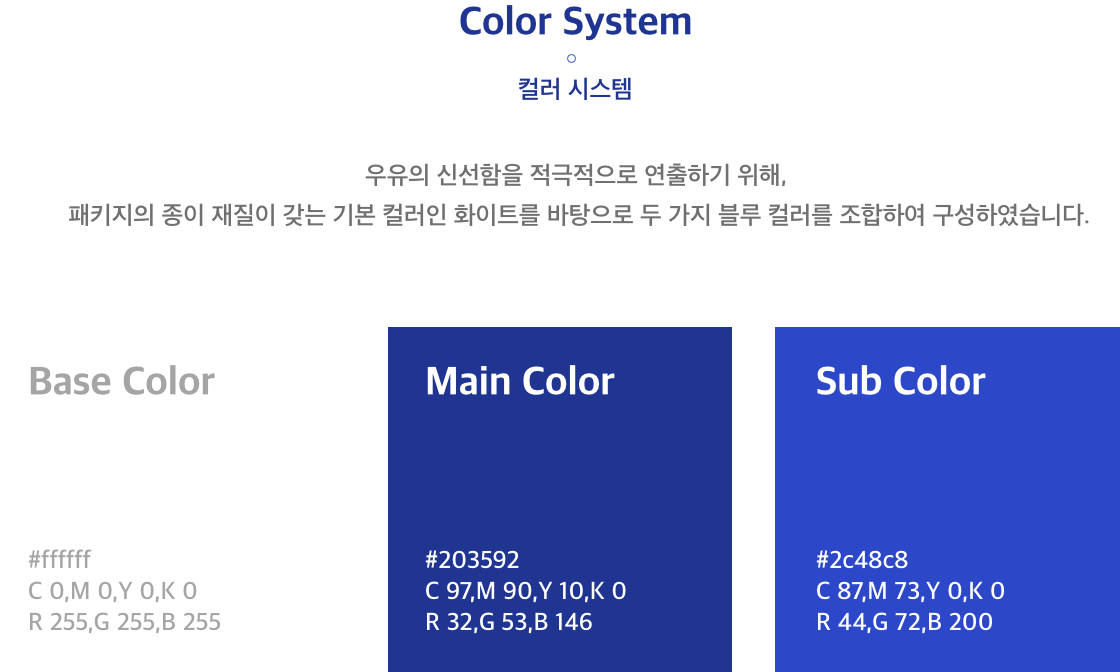 Color System
컬러 시스템
우유의 신선함을 적극적으로 연출하기 위해,
패키지의 종이 재질이 갖는 기본 컬러인 화이트를 바탕으로 두 가지 블루 컬러를 조합하여 구성하였습니다.
Base Color
#ffffff
C 0,M 0,Y 0,K 0
R 255,G 255,B 255
Main Color
#203592
C 97,M 90,Y 10,K 0
R 32,G 53,B 146
Sub Color
#2c48c8
C 87,M 73,Y 0,K 0
R 44,G 72,B 200